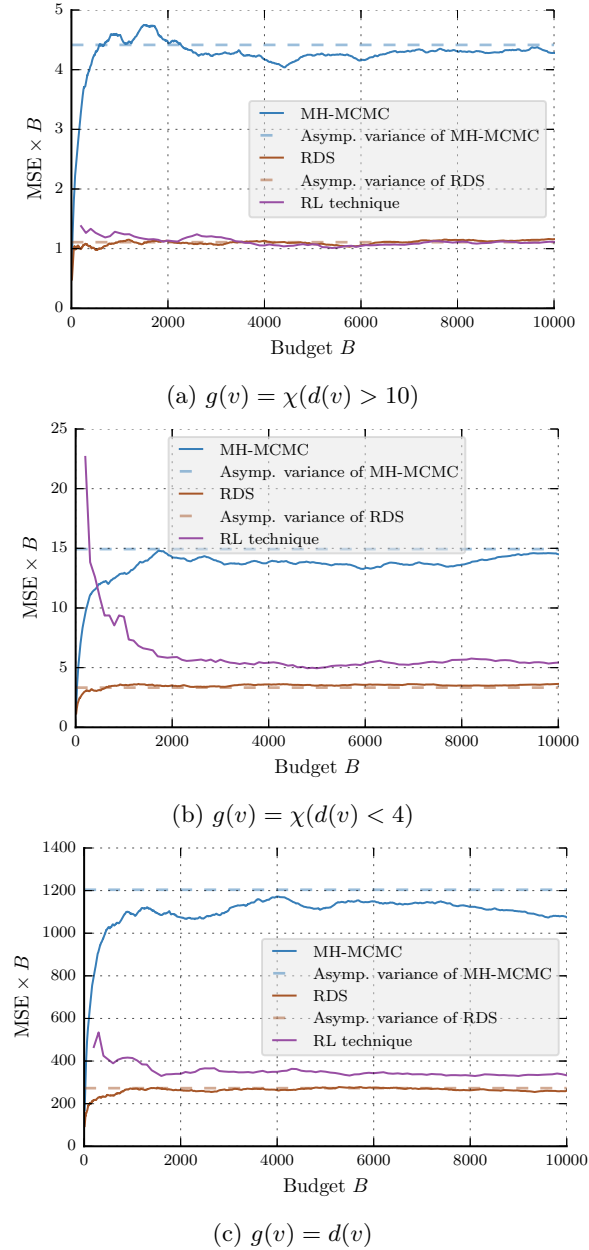 5
4
3
2
1
0
MSE × B
MH-MCMC
Asymp. variance of MH-MCMC
RDS
Asymp. variance of RDS
RL technique
0 2000 4000 6000 8000 10000
Budget B
(a) g(v) = χ(d(v) > 10)
25
20
15
10
5
0
MSE × B
MH-MCMC
Asymp. variance of MH-MCMC
RDS
Asymp. variance of RDS
RL technique
0 2000 4000 6000 8000 10000
Budget B
(b) g(v) = χ(d(v) < 4)
1400
1200
1000
800
600
400
200
0
MSE × B
MH-MCMC
Asymp. variance of MH-MCMC
RDS
Asymp. variance of RDS
RL technique
0 2000 4000 6000 8000 10000
Budget B
(c) g(v) = d(v)